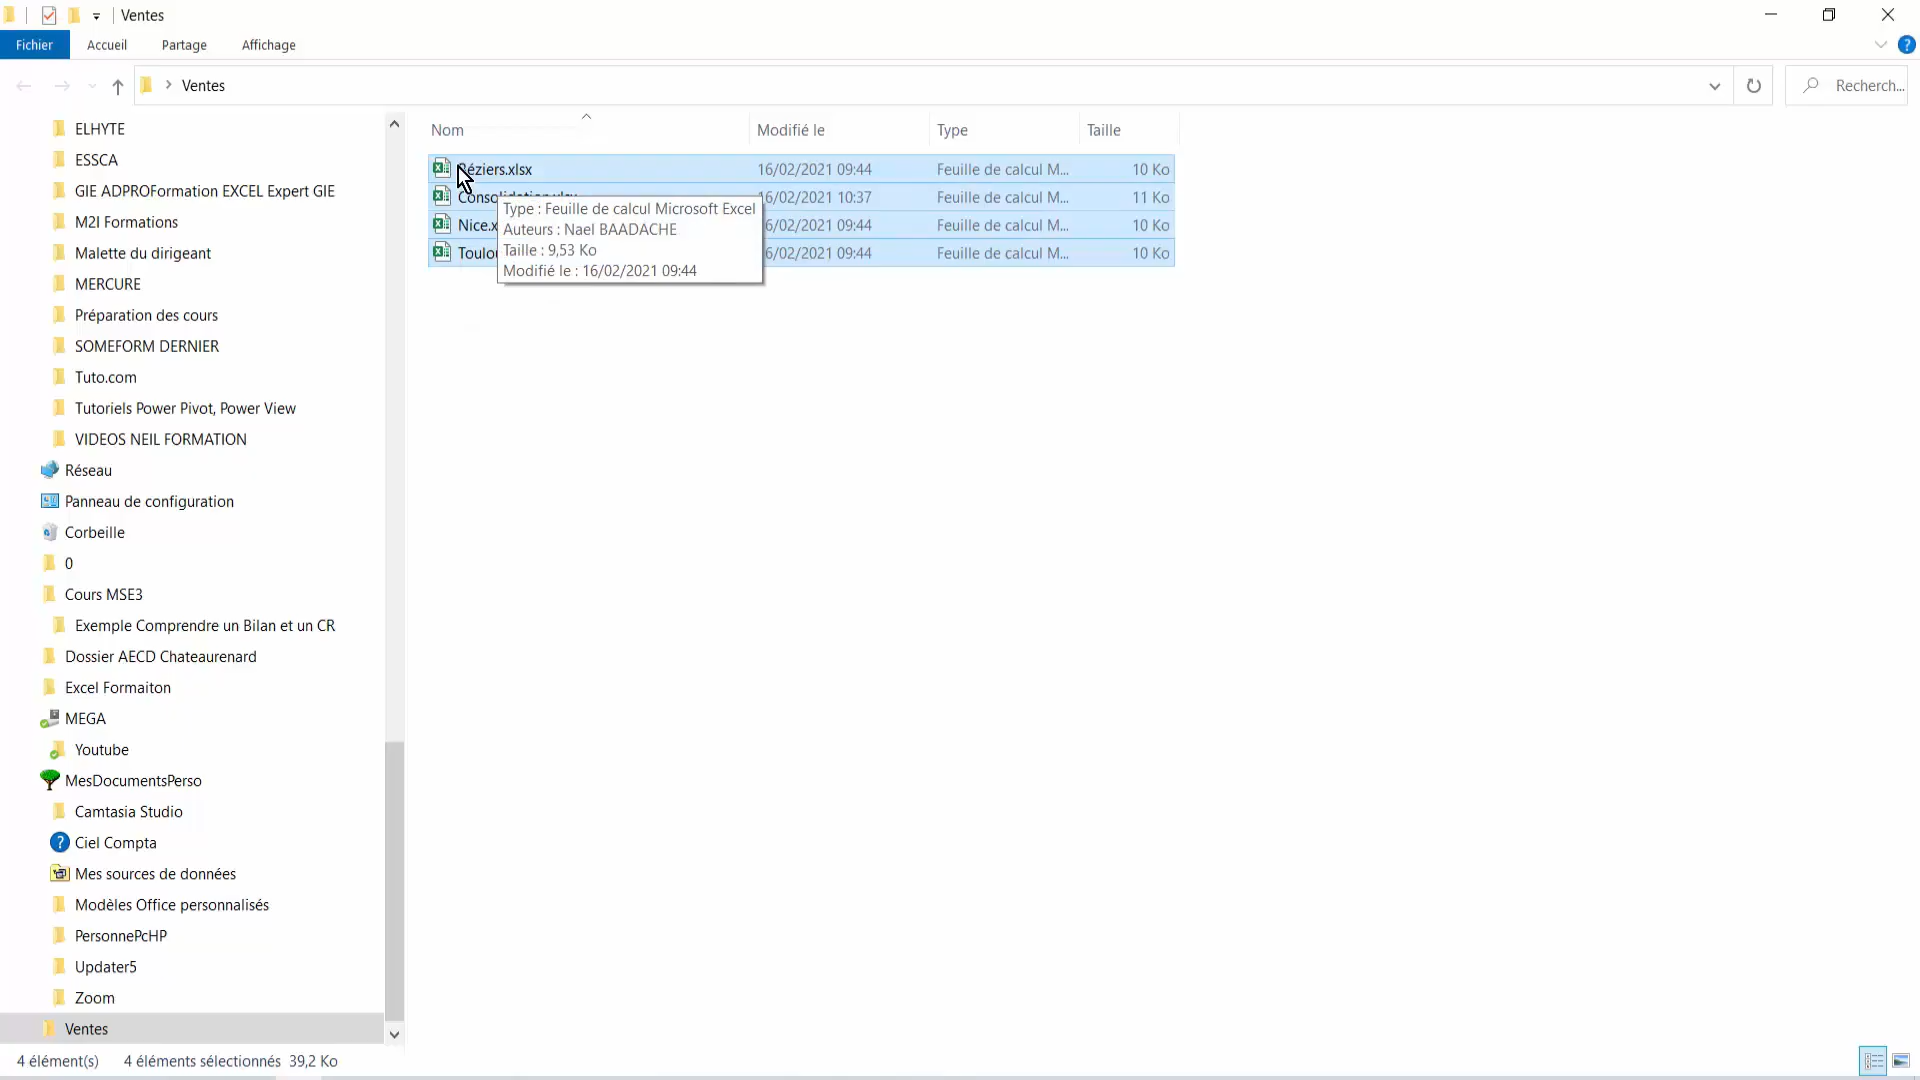 Ventes
Fichier Accueil Partage Affichage
Ventes
Recherch...
Nom Modifié le Type Taille
Béziers.xlsx 16/02/2021 09:44 Feuille de calcul M... 10 Ko
16/02/2021 10:37 Feuille de calcul M... 11 Ko
Nice.x 16/02/2021 09:44 Feuille de calcul M... 10 Ko
Toulou 16/02/2021 09:44 Feuille de calcul M... 10 Ko
Type : Feuille de calcul Microsoft Excel
Auteurs : Nael BAADACHE
Taille : 9,53 Ko
Modifié le : 16/02/2021 09:44
ELHYTE
ESSCA
GIE ADPROFormation EXCEL Expert GIE
M2I Formations
Malette du dirigeant
MERCURE
Préparation des cours
SOMEFORM DERNIER
Tuto.com
Tutoriels Power Pivot, Power View
VIDEOS NEIL FORMATION
Réseau
Panneau de configuration
Corbeille
0
Cours MSE3
Exemple Comprendre un Bilan et un CR
Dossier AECD Chateaurenard
Excel Formaiton
MEGA
Youtube
MesDocumentsPerso
Camtasia Studio
Ciel Compta
Mes sources de données
Modèles Office personnalisés
PersonnePcHP
Updater5
Zoom
Ventes
4 élément(s) 4 éléments sélectionnés 39,2 Ko